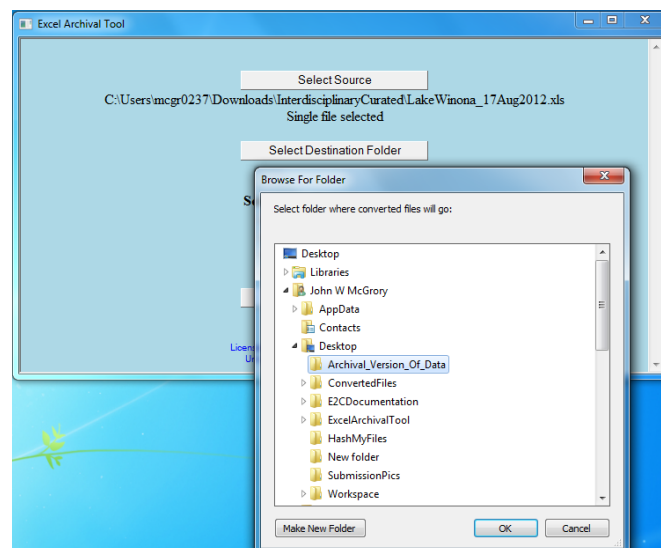 Excel Archival Tool
Select Source
C:\Users\mcgr0237\Downloads\InterdisciplinaryCurated\LakeWinona_17Aug2012.xls
Single file selected
Select Destination Folder
Browse For Folder
Select folder where converted files will go:
Desktop
Libraries
John W McGrory
AppData
Contacts
Desktop
Archival_Version_Of_Data
ConvertedFiles
E2CDocumentation
ExcelArchivalTool
HashMyFiles
New folder
SubmissionPics
Workspace
Make New Folder
OK
Cancel